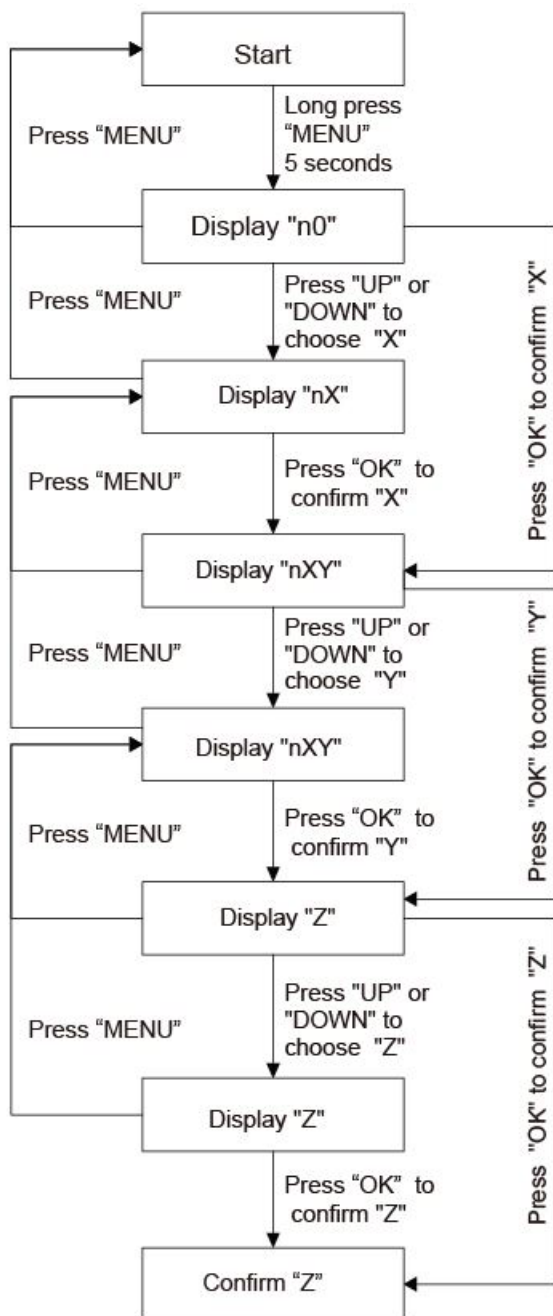 Start
Press “MENU”
Long press
“MENU”
5 seconds
Display "n0"
Press “MENU”
Press "UP" or
"DOWN" to
choose "X"
Press "OK" to confirm "X"
Display "nX"
Press “MENU”
Press “OK” to
confirm "X"
Display "nXY"
Press “MENU”
Press "UP" or
"DOWN" to
choose "Y"
Press "OK" to confirm "Y"
Display "nXY"
Press “MENU”
Press “OK” to
confirm "Y"
Display "Z"
Press “MENU”
Press "UP" or
"DOWN" to
choose "Z"
Press "OK" to confirm "Z"
Display "Z"
Press “OK” to
confirm "Z"
Confirm “Z”